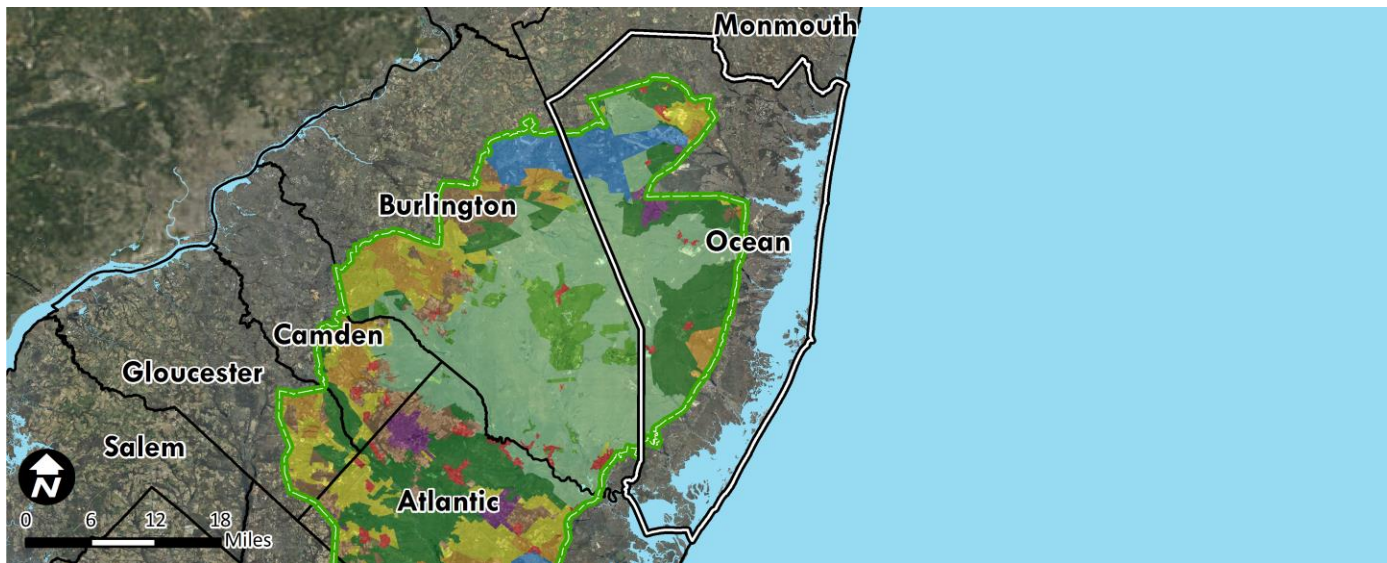 Monmouth
Burlington
Ocean
Camden
Gloucester
Salem
Atlantic
N
0 6 12 18
Miles